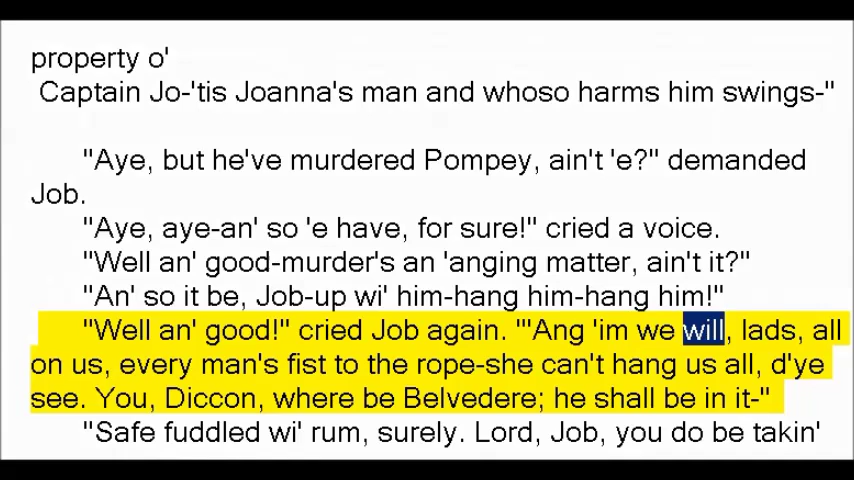 property o'
Captain Jo-'tis Joanna's man and whoso harms him swings-"
"Aye, but he've murdered Pompey, ain't 'e?" demanded
Job.
"Aye, aye-an' so 'e have, for sure!" cried a voice.
"Well an' good-murder's an 'anging matter, ain't it?"
"An' so it be, Job-up wi' him-hang him-hang him!"
"Well an' good!" cried Job again. "'Ang 'im we will, lads, all
on us, every man's fist to the rope-she can't hang us all, d'ye
see. You, Diccon, where be Belvedere; he shall be in it-"
"Safe fuddled wi' rum, surely. Lord, Job, you do be takin'